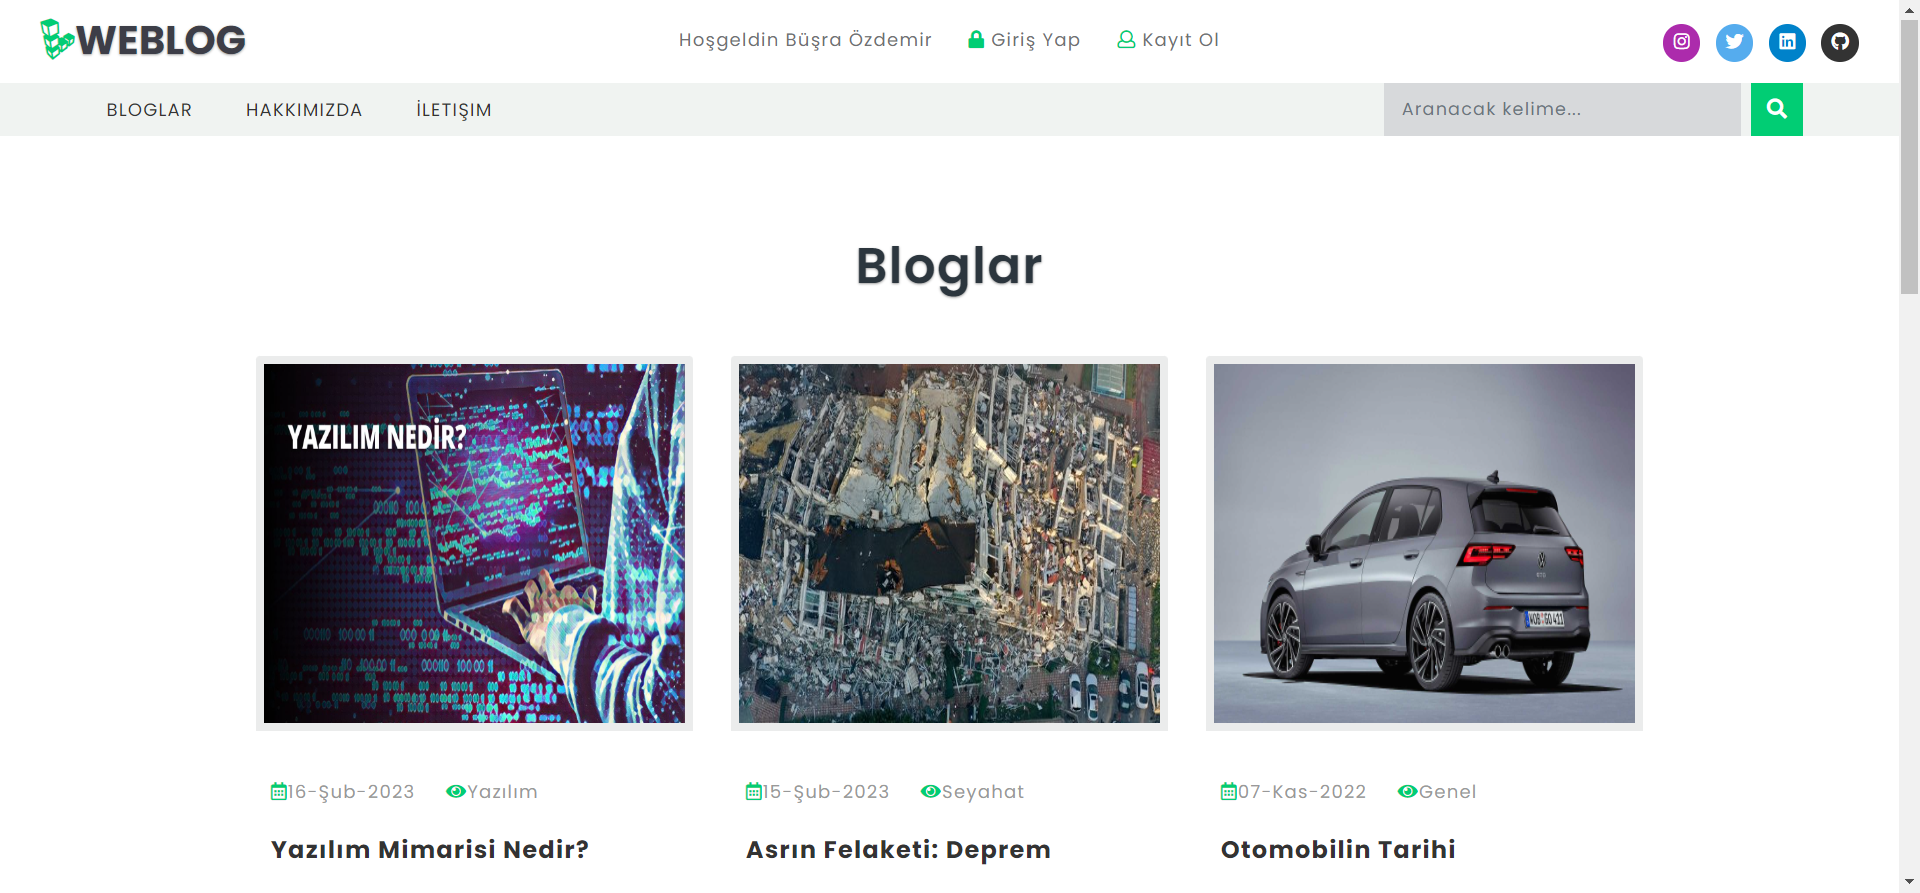 WEBLOG
Hoşgeldin Büşra Özdemir Giriş Yap Kayıt Ol
BLOGLAR HAKKIMIZDA İLETIŞIM
Aranacak kelime...
Bloglar
YAZILIM NEDİR?
16-Şub-2023 Yazılım
Yazılım Mimarisi Nedir?
15-Şub-2023 Seyahat
Asrın Felaketi: Deprem
07-Kas-2022 Genel
Otomobilin Tarihi